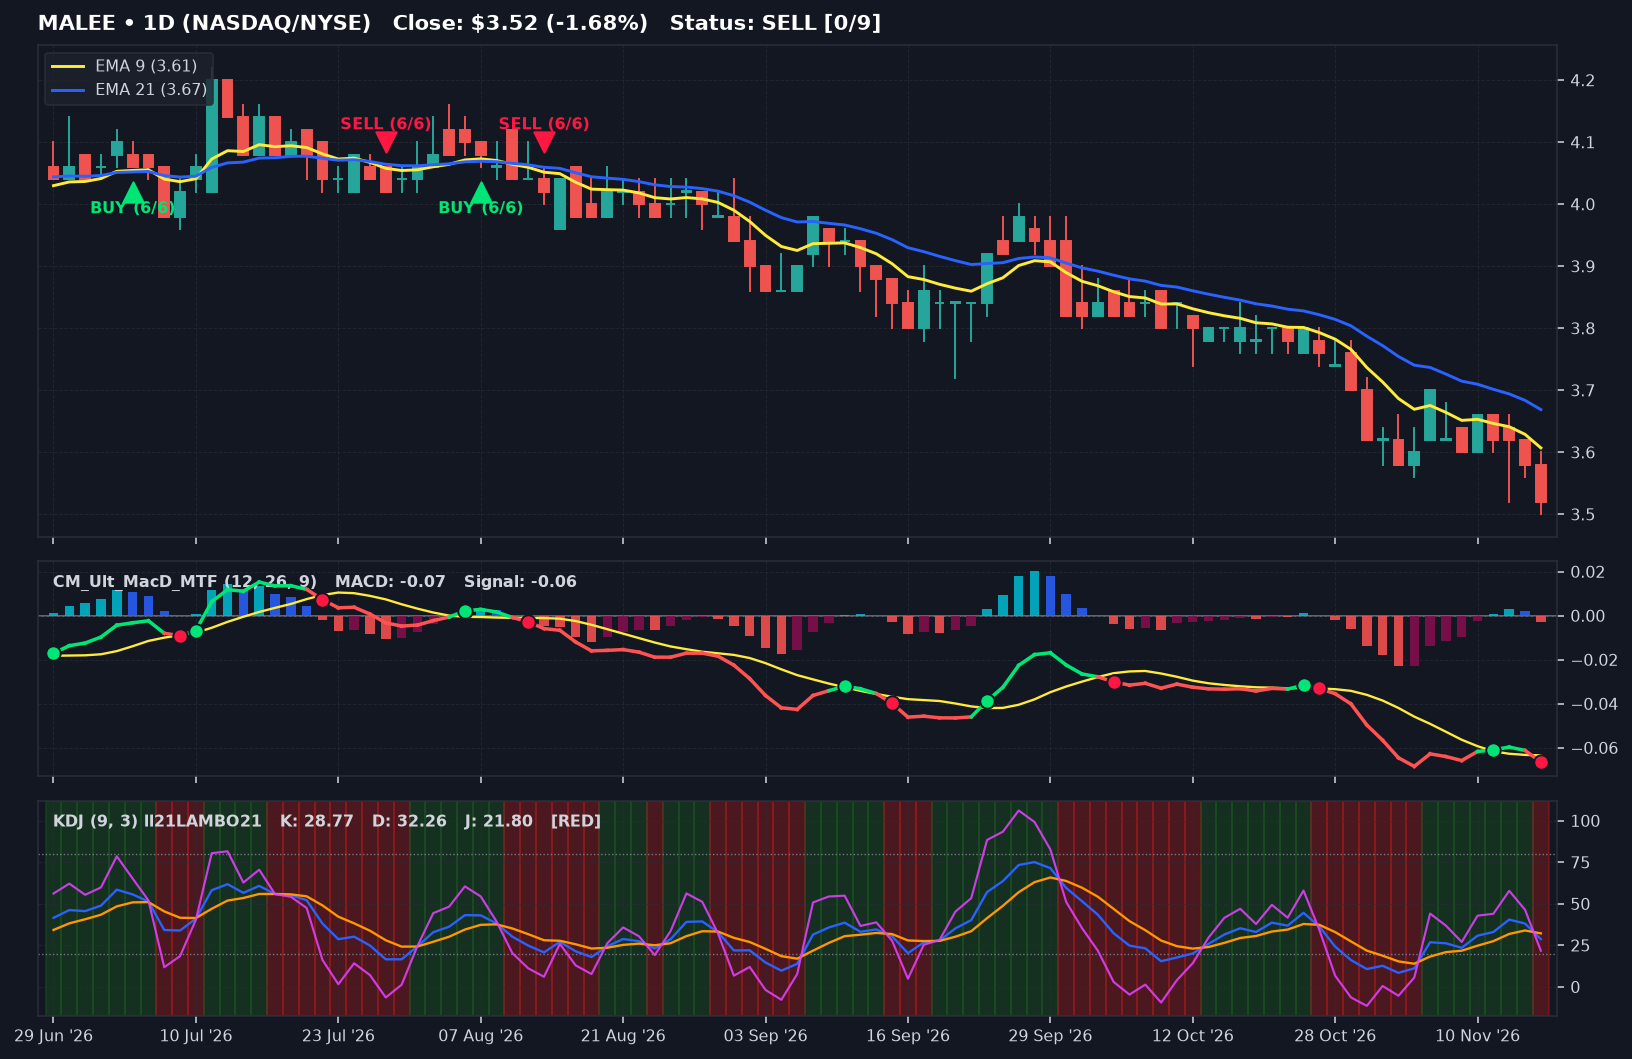 MALEE • 1D (NASDAQ/NYSE)   Close: $3.52 (-1.68%)   Status: SELL [0/9]
EMA 9 (3.61)
EMA 21 (3.67)
SELL (6/6)
SELL (6/6)
BUY (6/6)
BUY (6/6)
4.2
4.1
4.0
3.9
3.8
3.7
3.6
3.5
CM_Ult_MacD_MTF (12, 26, 9)   MACD: -0.07   Signal: -0.06
0.02
0.00
−0.02
−0.04
−0.06
KDJ (9, 3) II21LAMBO21   K: 28.77   D: 32.26   J: 21.80   [RED]
100
75
50
25
0
29 Jun '26
10 Jul '26
23 Jul '26
07 Aug '26
21 Aug '26
03 Sep '26
16 Sep '26
29 Sep '26
12 Oct '26
28 Oct '26
10 Nov '26